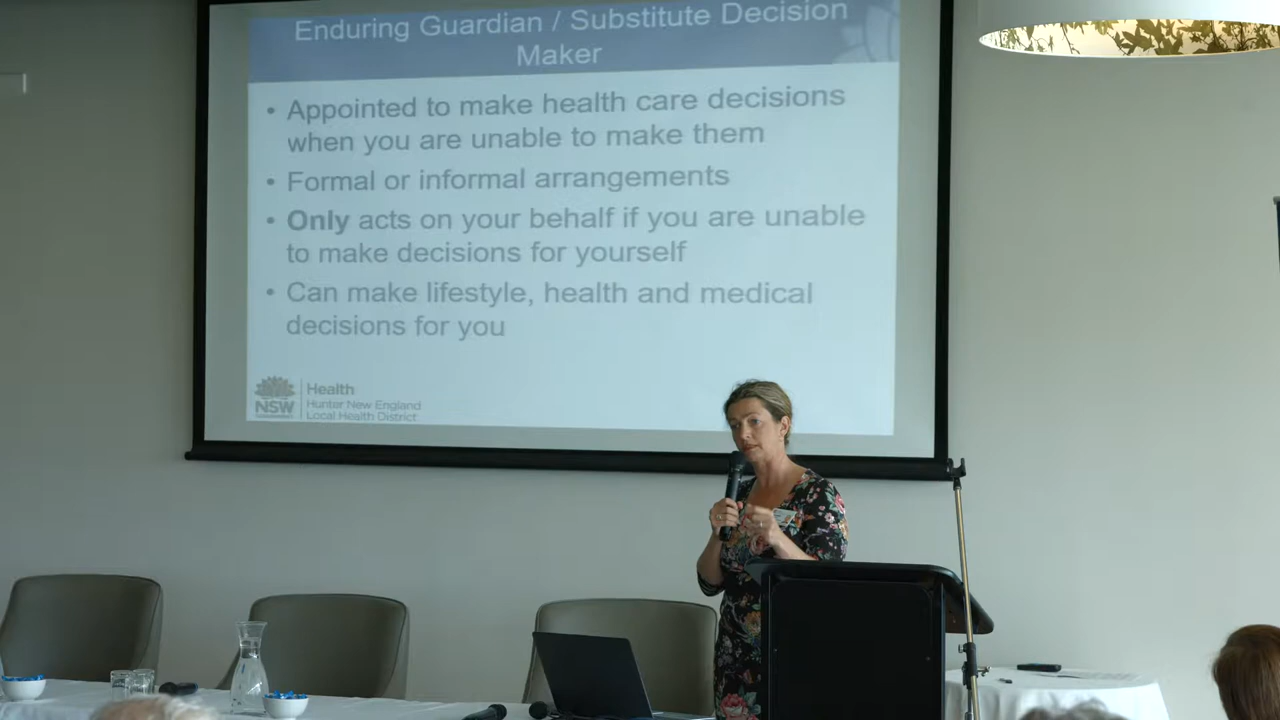 Enduring Guardian / Substitute Decision
Maker
• Appointed to make health care decisions
when you are unable to make them
• Formal or informal arrangements
• Only acts on your behalf if you are unable
to make decisions for yourself
• Can make lifestyle, health and medical
decisions for you
NSW
Health
Hunter New England
Local Health District